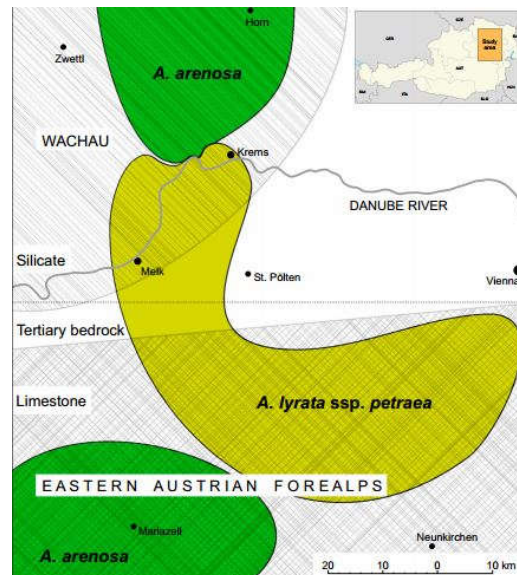 Horn
Zwettl
A. arenosa
Study
area
WACHAU
Krems
DANUBE RIVER
Silicate
Melk
St. Pölten
Vienna
Tertiary bedrock
Limestone
A. lyrata ssp. petraea
EASTERN AUSTRIAN FOREALPS
Mariazell
A. arenosa
Neunkirchen
20 0 10 km